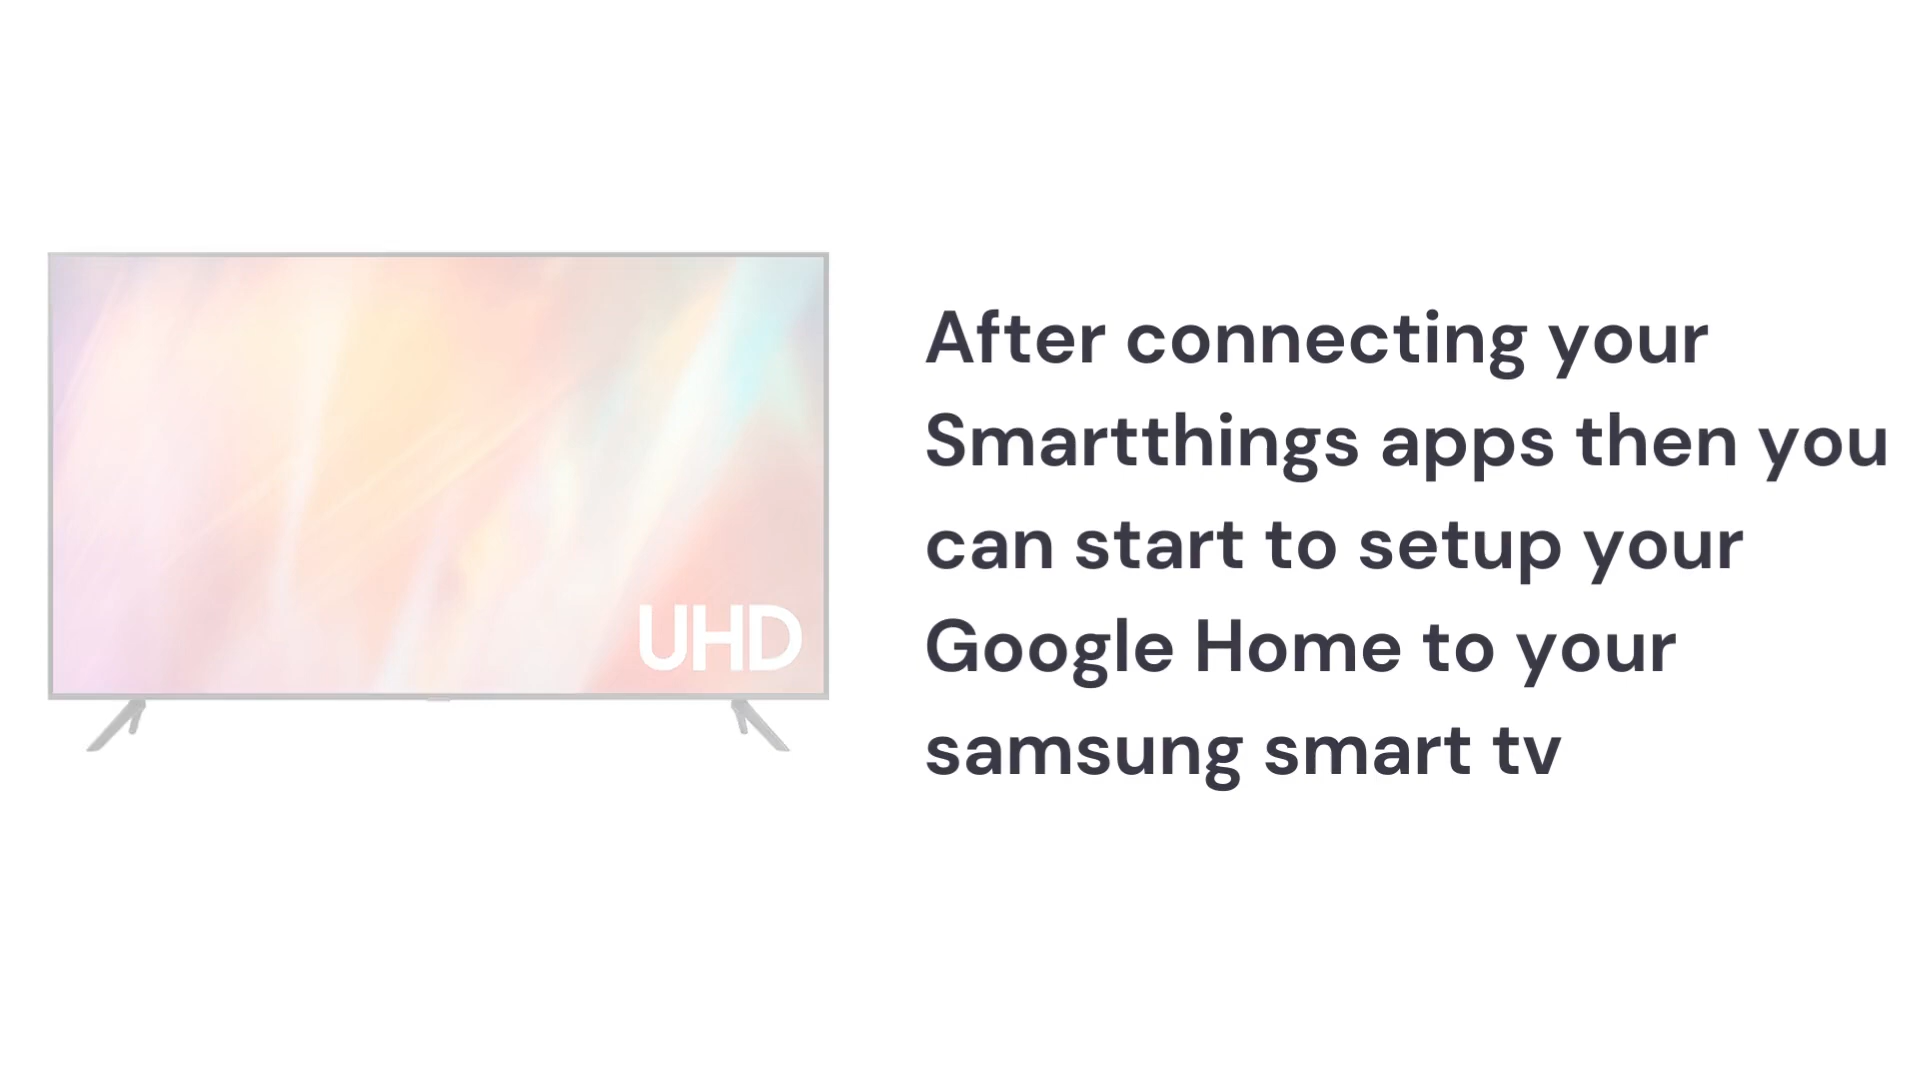 UHD
After connecting your
Smartthings apps then you
can start to setup your
Google Home to your
samsung smart tv